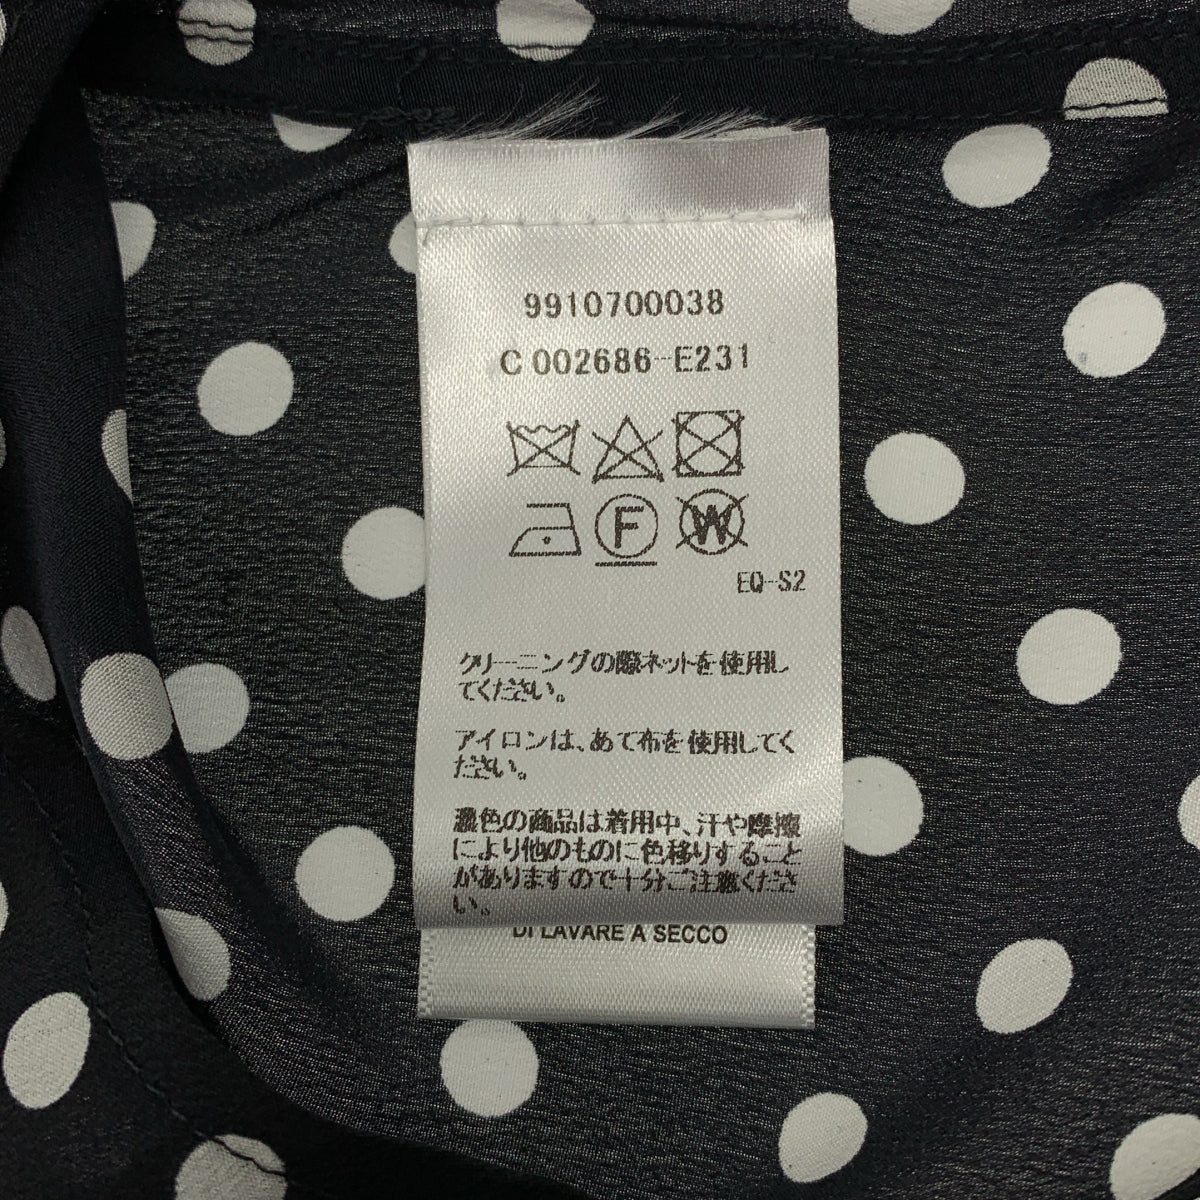 9910700038
C 002686-E231
F
W
EQ-S2
クリーニングの際ネットを使用し
てください。
アイロンは、あて布を使用してく
ださい。
濃色の商品は着用中、汗や摩擦
により他のものに色移りすること
がありますので十分ご注意くださ
い。
DI LAVARE A SECCO